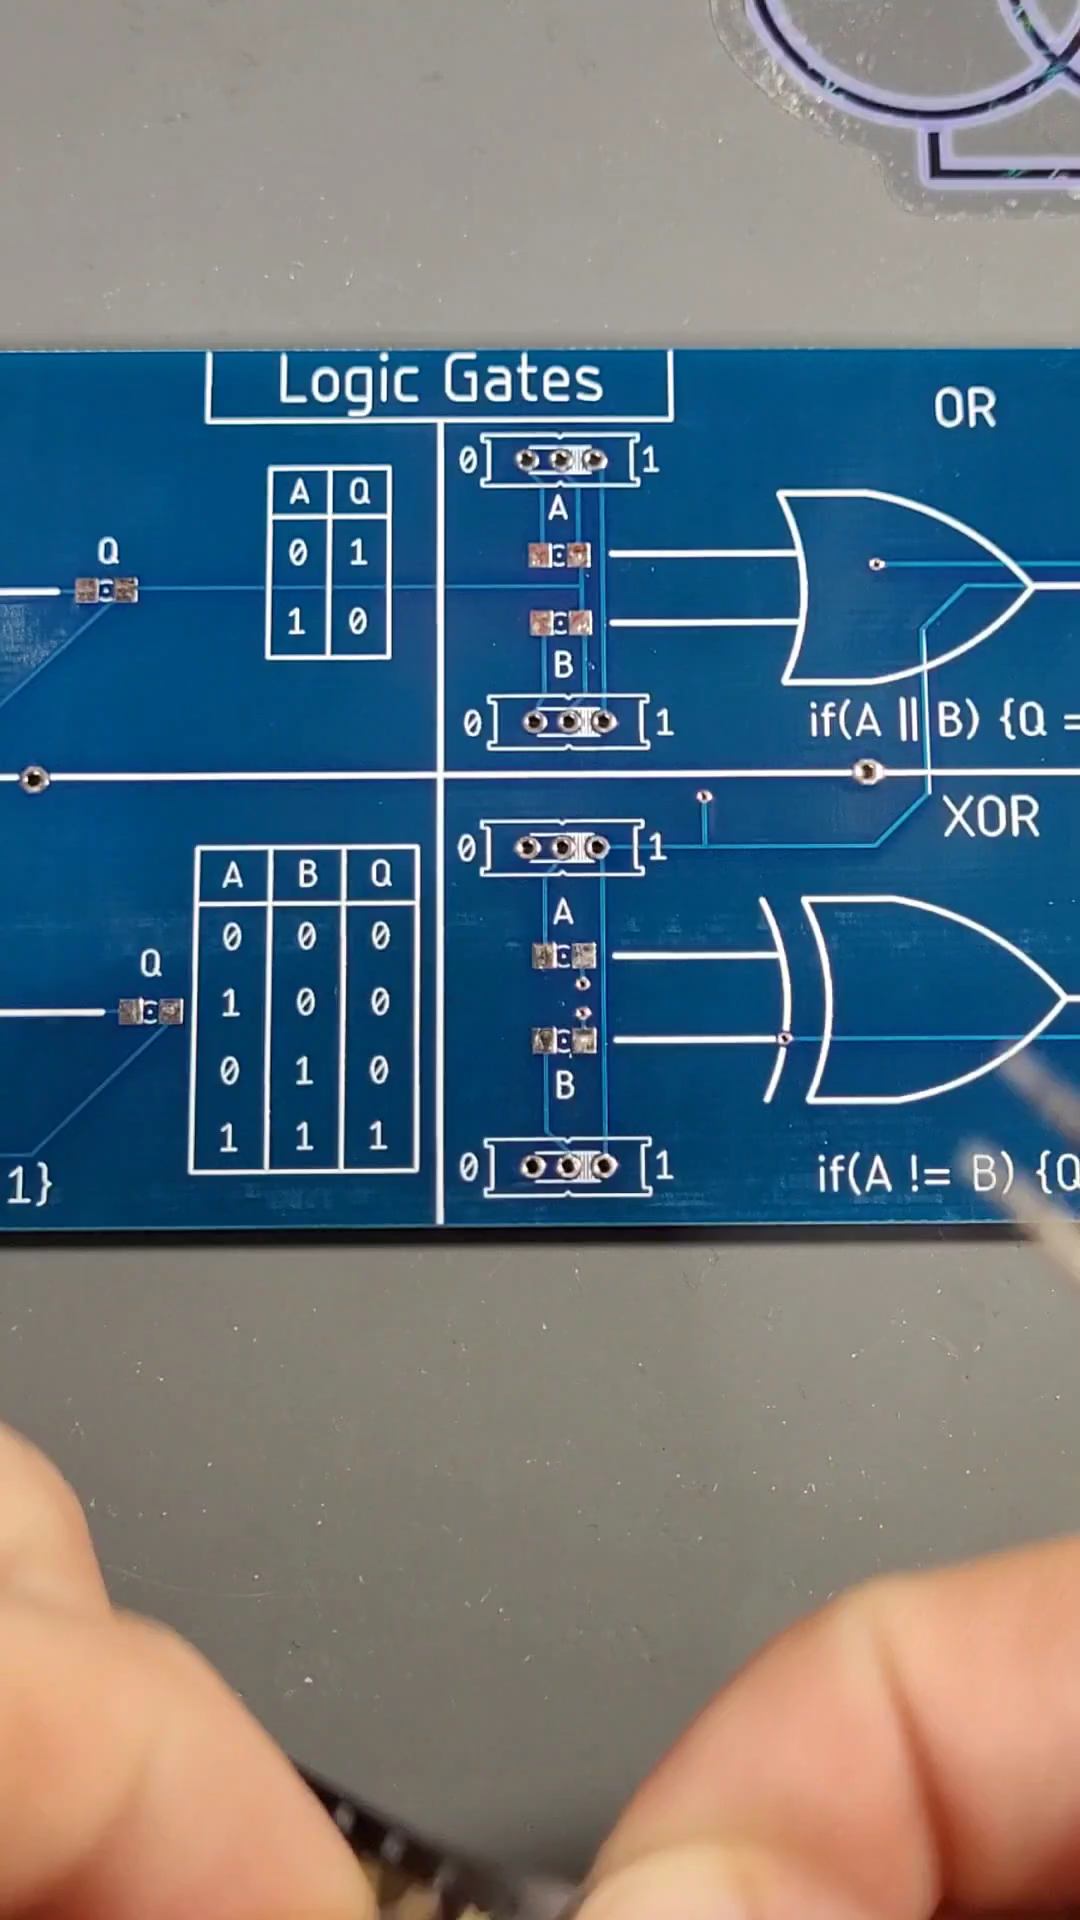 Logic Gates
OR
0 1
A Q
A
Q
0 1
1 0
B
0 1
if(A || B) {Q =
XOR
0 1
A B Q
A
Q
0 0 0
1 0 0
0 1 0
1 1 1
B
0 1
if(A != B) {Q
1}